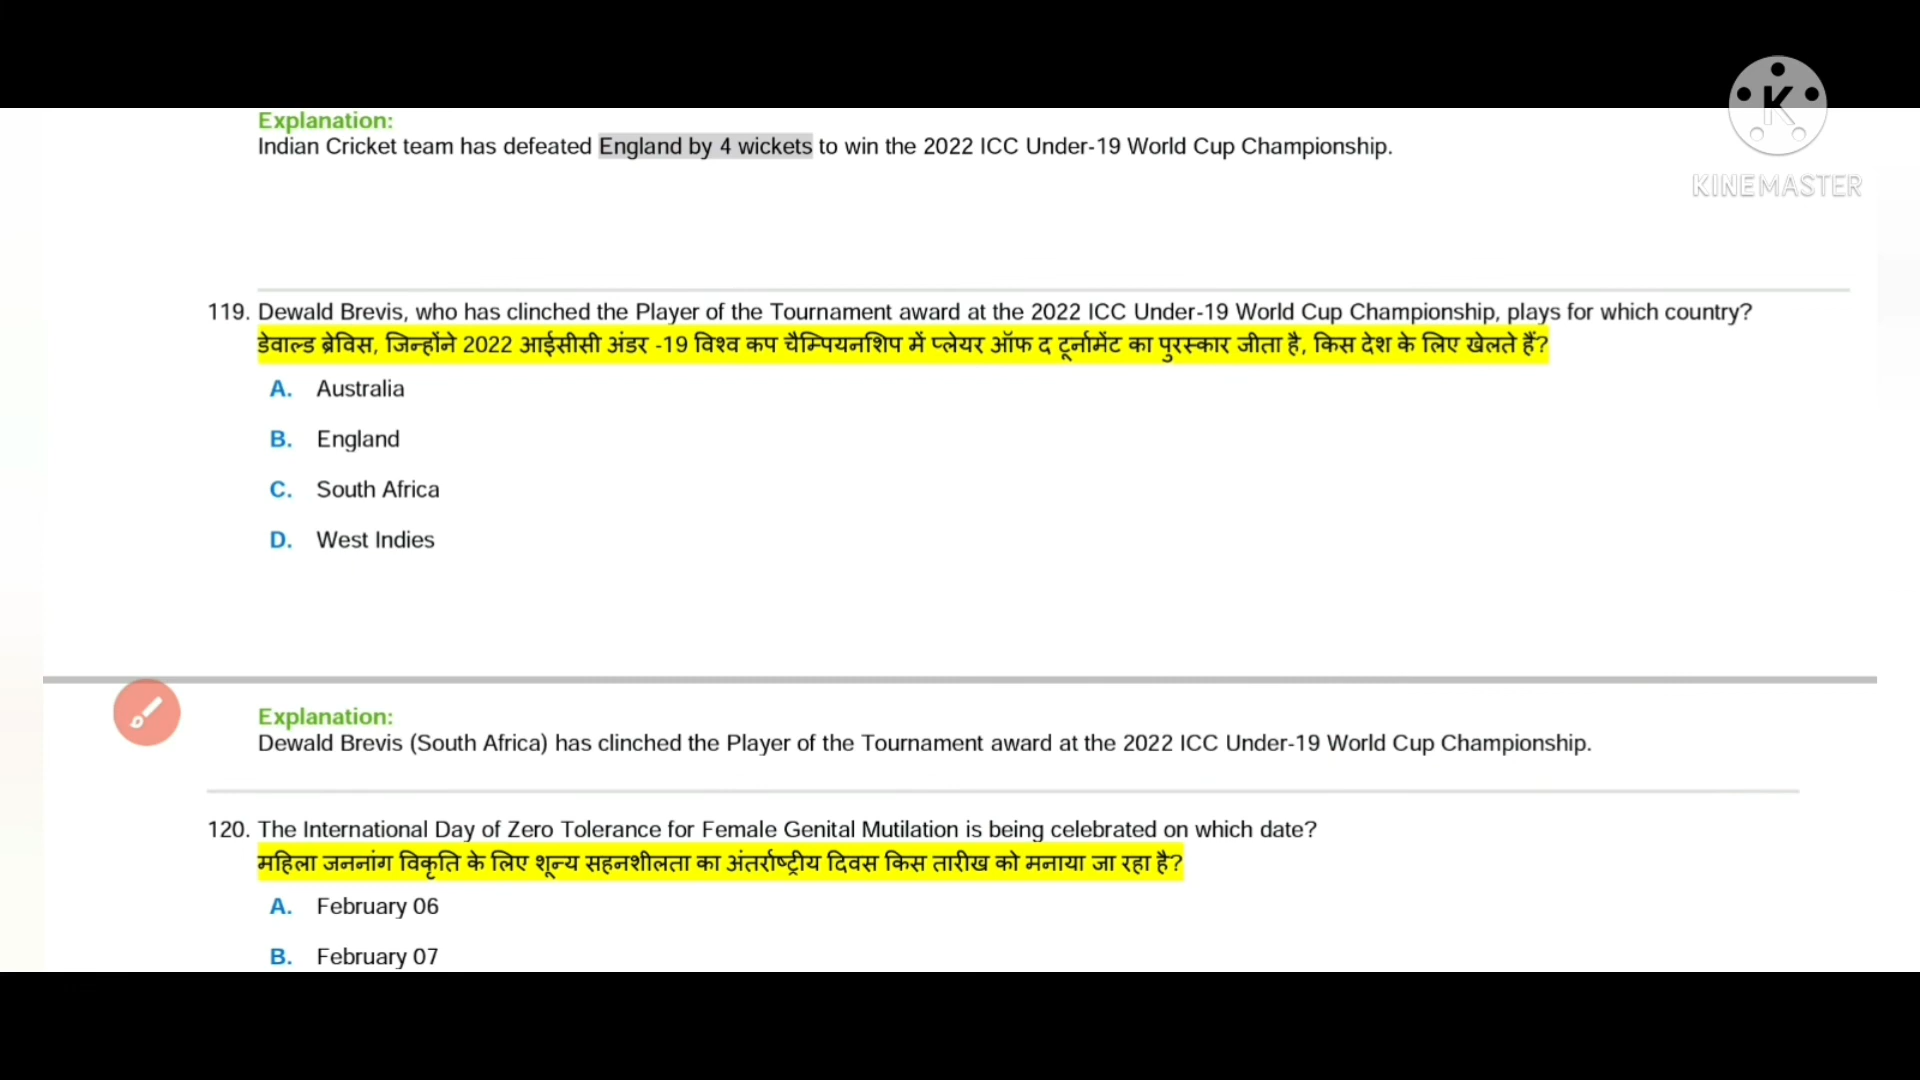 Explanation:
Indian Cricket team has defeated England by 4 wickets to win the 2022 ICC Under-19 World Cup Championship.
K
KINEMASTER
119. Dewald Brevis, who has clinched the Player of the Tournament award at the 2022 ICC Under-19 World Cup Championship, plays for which country?
डेवाल्ड ब्रेविस, जिन्होंने 2022 आईसीसी अंडर -19 विश्व कप चैम्पियनशिप में प्लेयर ऑफ द टूर्नामेंट का पुरस्कार जीता है, किस देश के लिए खेलते हैं?
A. Australia
B. England
C. South Africa
D. West Indies
Explanation:
Dewald Brevis (South Africa) has clinched the Player of the Tournament award at the 2022 ICC Under-19 World Cup Championship.
120. The International Day of Zero Tolerance for Female Genital Mutilation is being celebrated on which date?
महिला जननांग विकृति के लिए शून्य सहनशीलता का अंतर्राष्ट्रीय दिवस किस तारीख को मनाया जा रहा है?
A. February 06
B. February 07